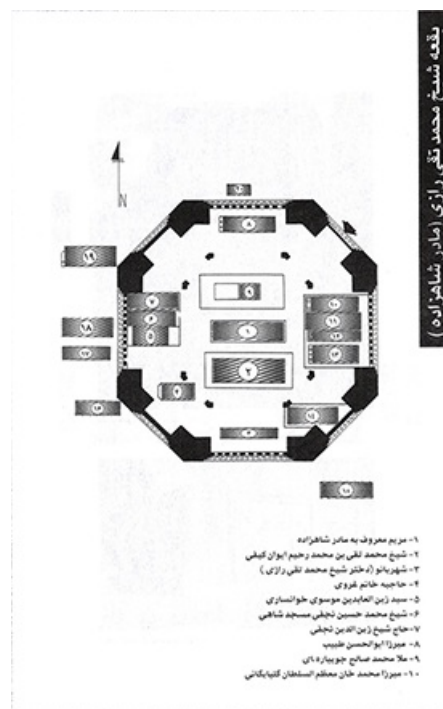 بقعه شیخ محمد تقی رازی (مادر شاهزاده)
N
۱- مریم معروف به مادر شاهزاده
۲- شیخ محمد تقی بن محمد رحیم ایوان کیفی
۳- شهربانو (دختر شیخ محمد تقی رازی)
۴- حاجیه خانم غروی
۵- سید زین العابدین موسوی خوانساری
۶- شیخ محمد حسین نجفی مسجد شاهی
۷- حاج شیخ زین الدین نجفی
۸- میرزا ابوالحسن طبیب
۹- ملا محمد صالح جویباره‌ای
۱۰- میرزا محمد خان معظم السلطان گلپایگانی